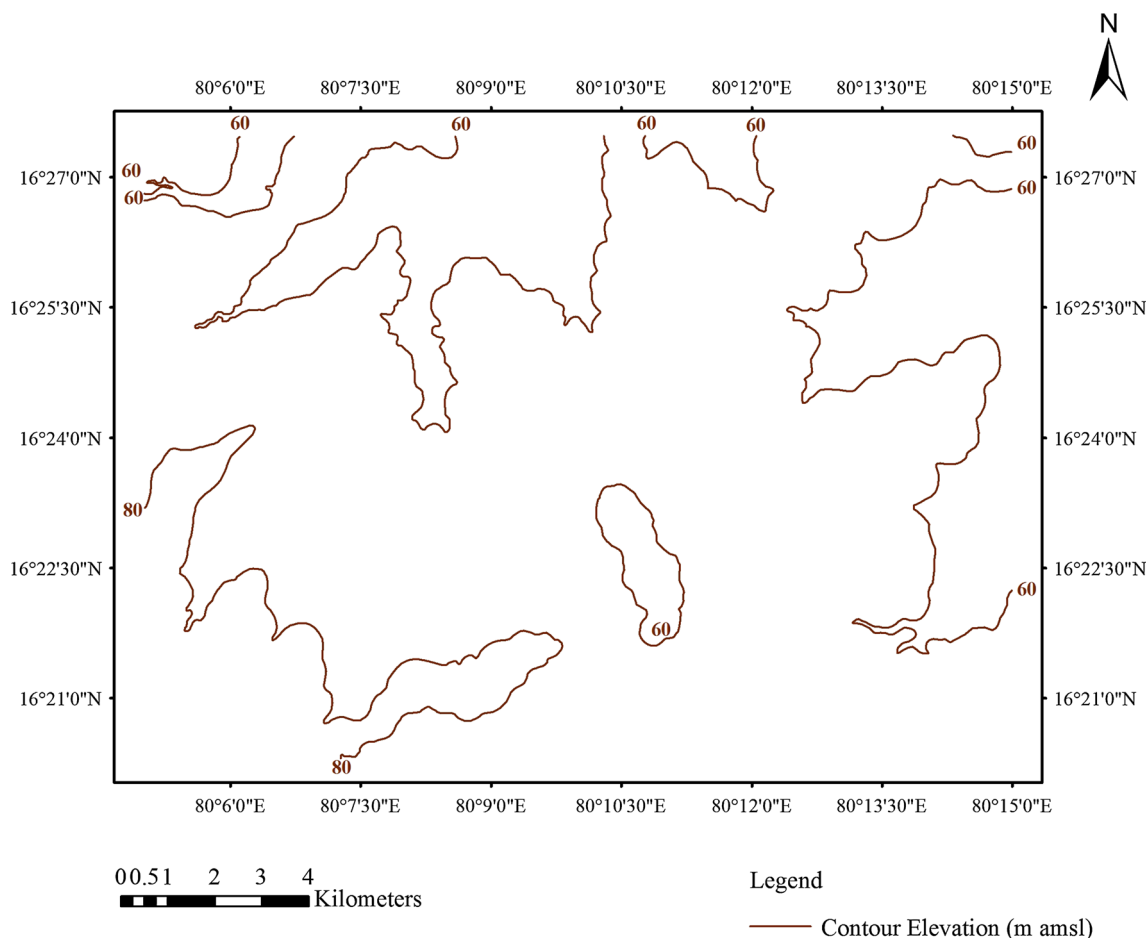 N
80°6'0"E 80°7'30"E 80°9'0"E 80°10'30"E 80°12'0"E 80°13'30"E 80°15'0"E
60 60 60 60 60
60
16°27'0"N 16°27'0"N
60 60
16°25'30"N 16°25'30"N
16°24'0"N 16°24'0"N
80
16°22'30"N 16°22'30"N
60
60
16°21'0"N 16°21'0"N
80
80°6'0"E 80°7'30"E 80°9'0"E 80°10'30"E 80°12'0"E 80°13'30"E 80°15'0"E
0 0.5 1 2 3 4
Kilometers
Legend
Contour Elevation (m amsl)